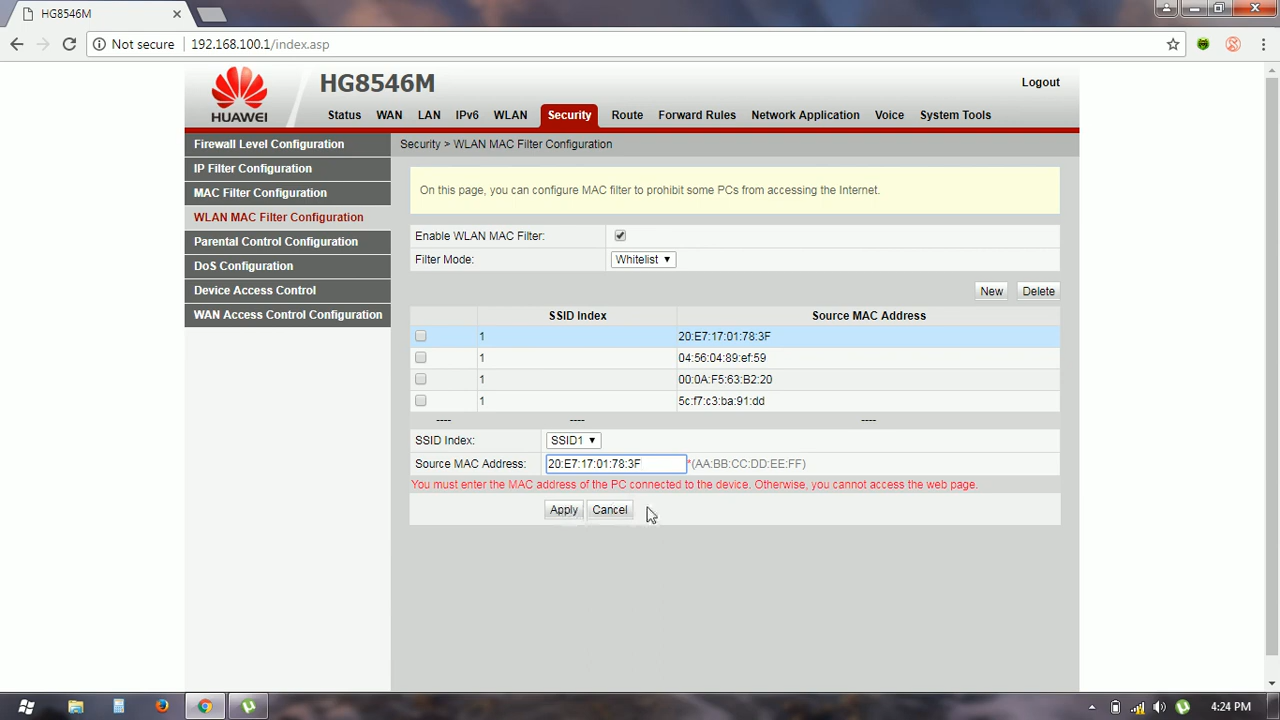 HG8546M
Not secure 192.168.100.1/index.asp
HUAWEI
HG8546M
Logout
Status WAN LAN IPv6 WLAN Security Route Forward Rules Network Application Voice System Tools
Firewall Level Configuration
IP Filter Configuration
MAC Filter Configuration
WLAN MAC Filter Configuration
Parental Control Configuration
DoS Configuration
Device Access Control
WAN Access Control Configuration
Security > WLAN MAC Filter Configuration
On this page, you can configure MAC filter to prohibit some PCs from accessing the Internet.
Enable WLAN MAC Filter:
Filter Mode: Whitelist
New Delete
SSID Index Source MAC Address
1 20:E7:17:01:78:3F
1 04:56:04:89:ef:59
1 00:0A:F5:63:B2:20
1 5c:f7:c3:ba:91:dd
---- ---- ----
SSID Index: SSID1
Source MAC Address: 20:E7:17:01:78:3F *(AA:BB:CC:DD:EE:FF)
You must enter the MAC address of the PC connected to the device. Otherwise, you cannot access the web page.
Apply Cancel
4:24 PM